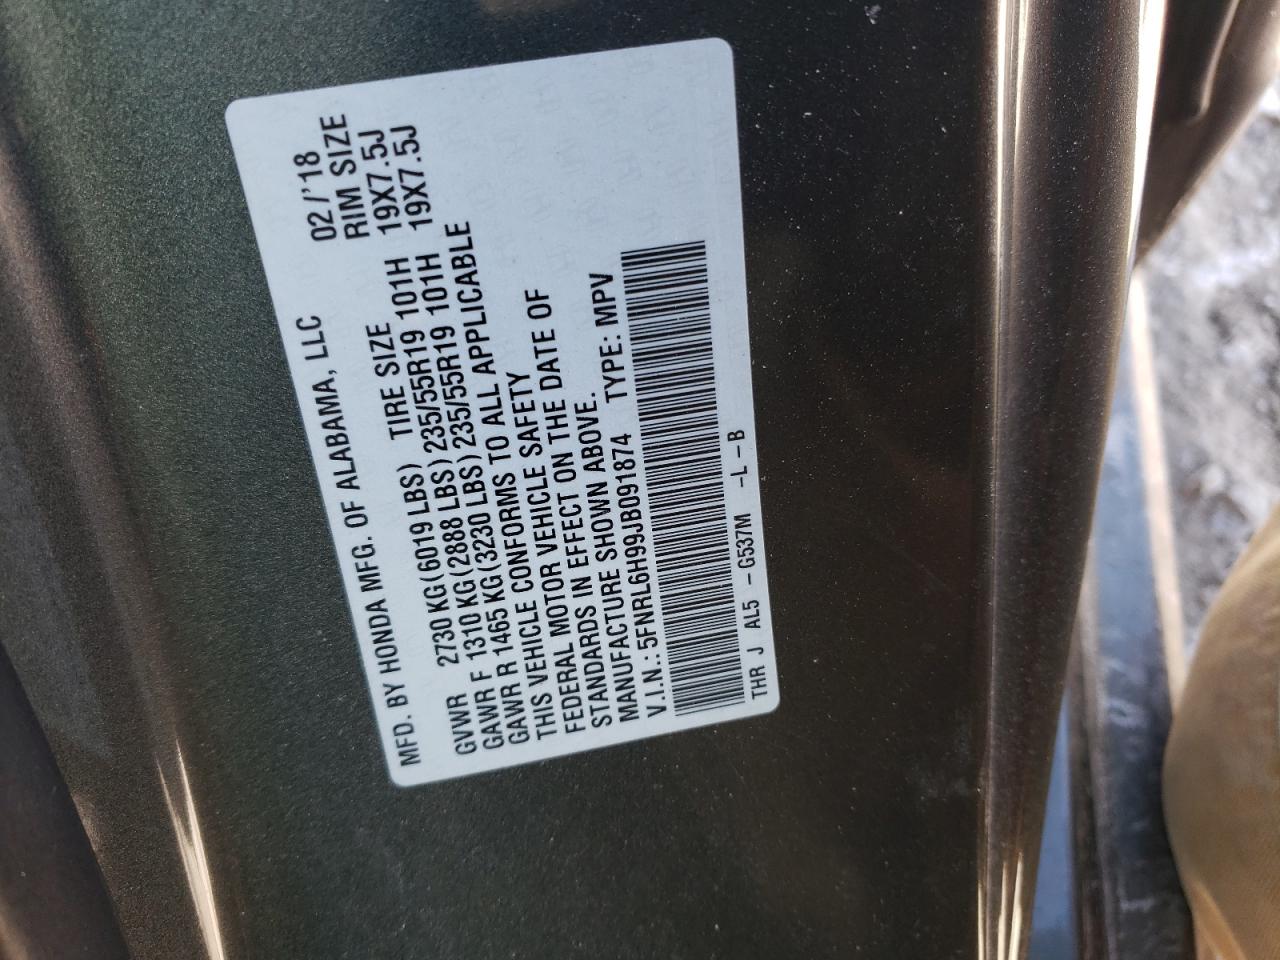 MFD. BY HONDA MFG. OF ALABAMA, LLC 02/'18
GVWR 2730 KG(6019 LBS) TIRE SIZE RIM SIZE
GAWR F 1310 KG(2888 LBS) 235/55R19 101H 19X7.5J
GAWR R 1465 KG(3230 LBS) 235/55R19 101H 19X7.5J
THIS VEHICLE CONFORMS TO ALL APPLICABLE
FEDERAL MOTOR VEHICLE SAFETY
STANDARDS IN EFFECT ON THE DATE OF
MANUFACTURE SHOWN ABOVE.
V.I.N.: 5FNRL6H99JB091874 TYPE: MPV
THR J AL5 -G537M -L-B